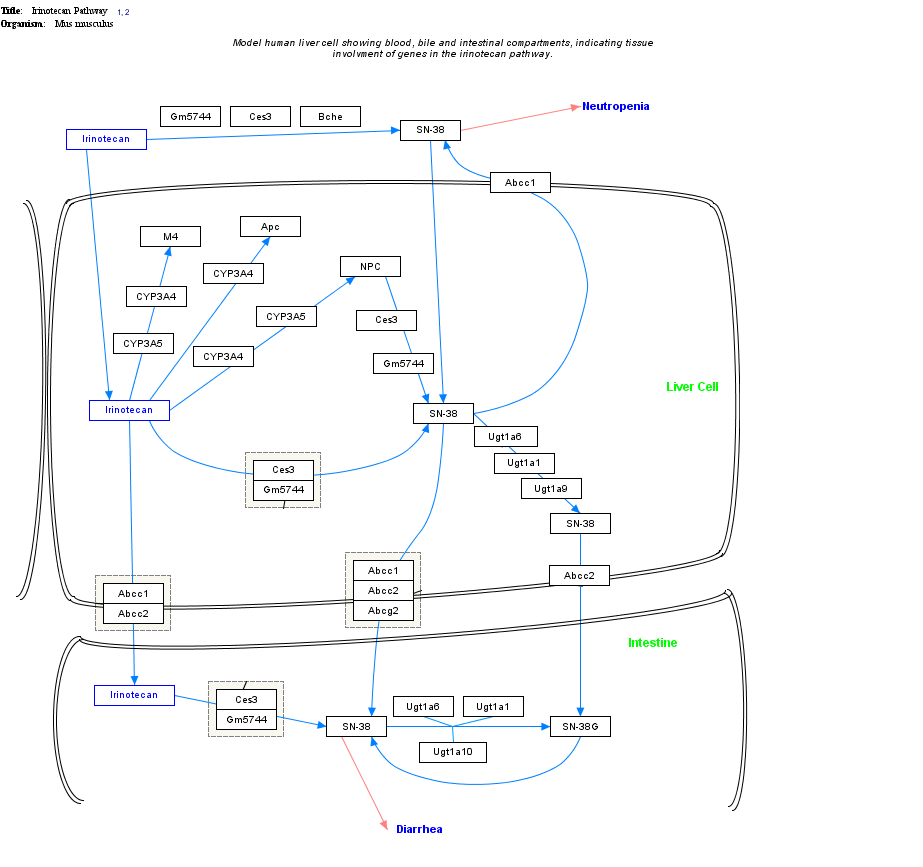 Title: Irinotecan Pathway 1, 2
Organism: Mus musculus
Model human liver cell showing blood, bile and intestinal compartments, indicating tissue
involvment of genes in the irinotecan pathway.
Neutropenia
Gm5744 Ces3 Bche
SN-38
Irinotecan
Abcc1
Apc
M4
NPC
CYP3A4
CYP3A4
CYP3A5
Ces3
CYP3A5
CYP3A4
Gm5744
Liver Cell
Irinotecan
SN-38
Ugt1a6
Ugt1a1
Ces3
Ugt1a9
Gm5744
SN-38
Abcc1
Abcc2
Abcc2
Abcc1
Abcg2
Abcc2
Intestine
Irinotecan
Ces3
Ugt1a6 Ugt1a1
Gm5744
SN-38
SN-38G
Ugt1a10
Diarrhea